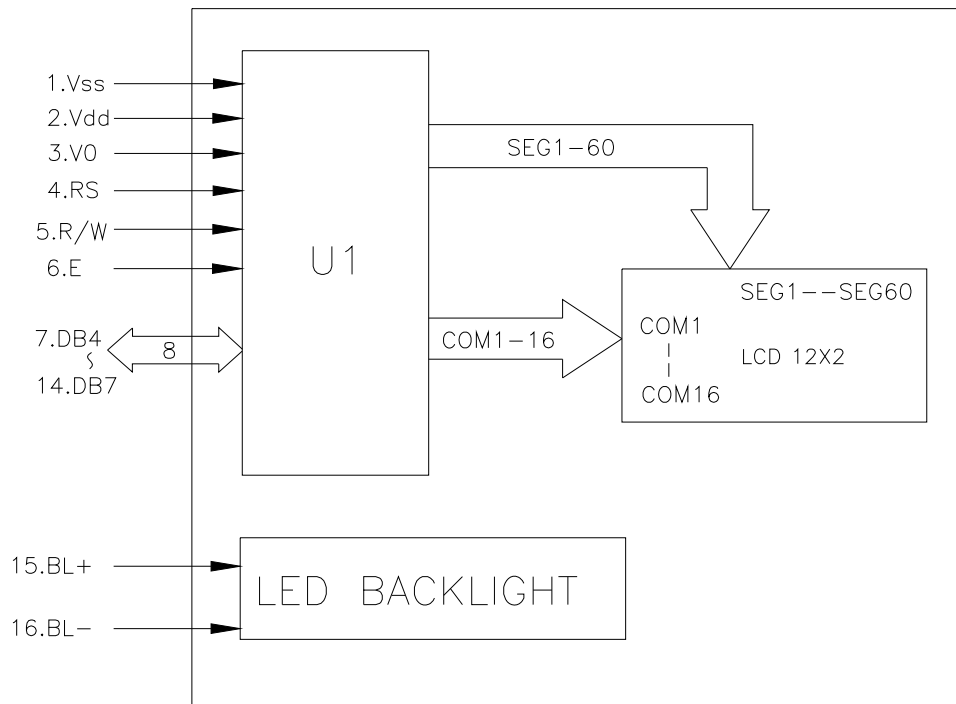 1.Vss
2.Vdd
3.V0
4.RS
5.R/W
6.E
7.DB4
14.DB7
8
U1
SEG1-60
COM1-16
SEG1--SEG60
COM1
COM16
LCD 12X2
15.BL+
16.BL-
LED BACKLIGHT